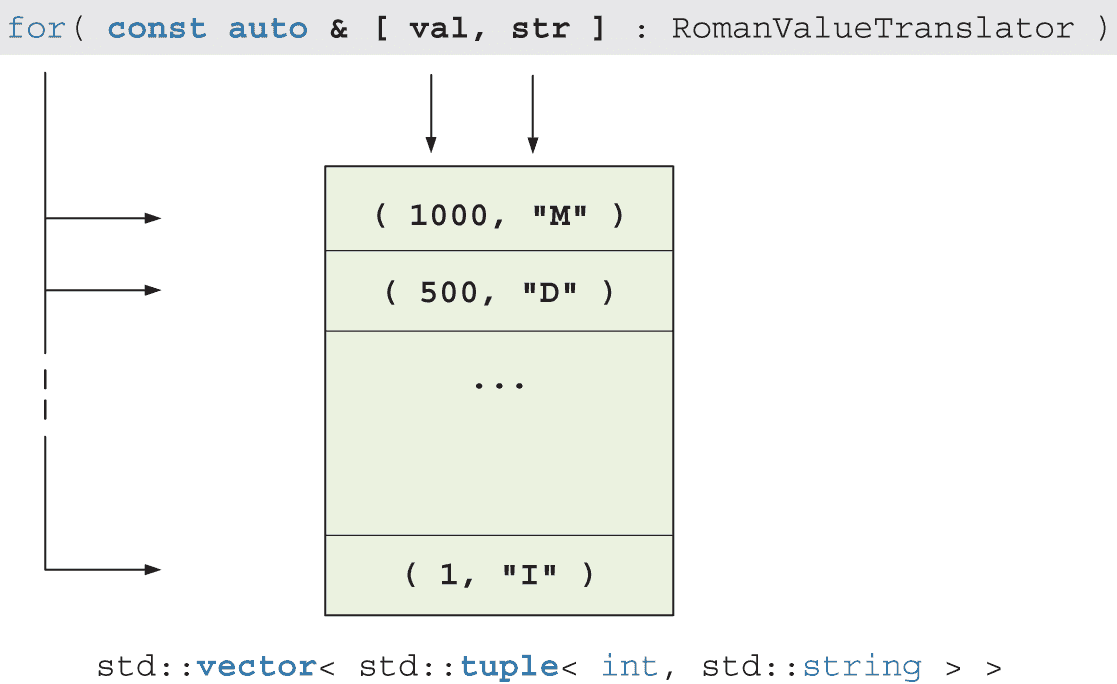 for( const auto & [ val, str ] : RomanValueTranslator )
( 1000, "M" )
( 500, "D" )
...
( 1, "I" )
std::vector< std::tuple< int, std::string > >